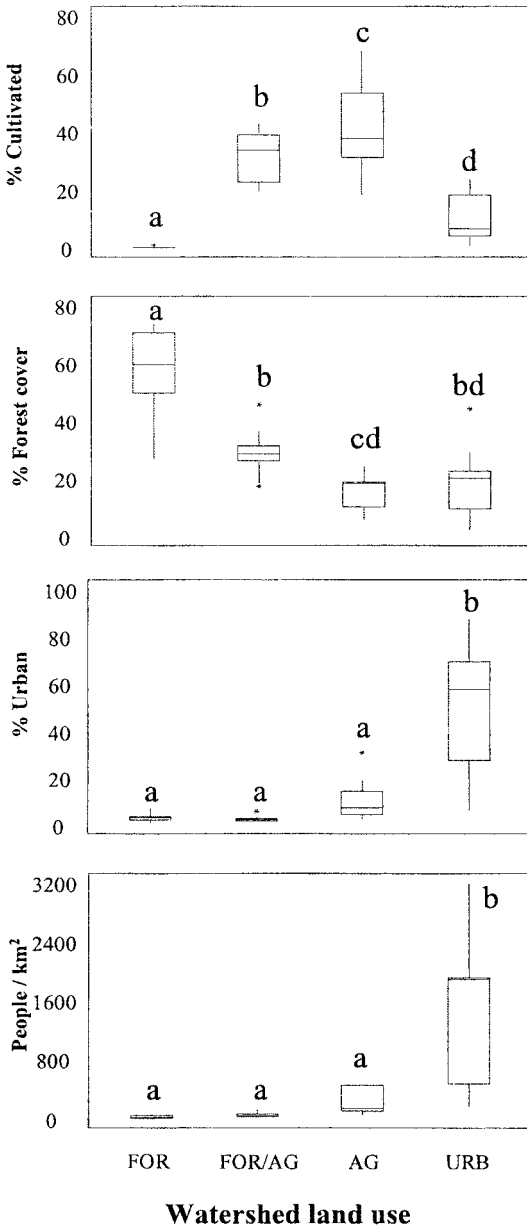 80
c
60
b
% Cultivated
40
d
20
a
0
80
a
60
b
bd
% Forest cover
40
cd
20
0
100
b
80
60
% Urban
40
a
20
a
a
0
3200
b
2400
People / km²
1600
800
a
a
a
0
FOR
FOR/AG
AG
URB
Watershed land use